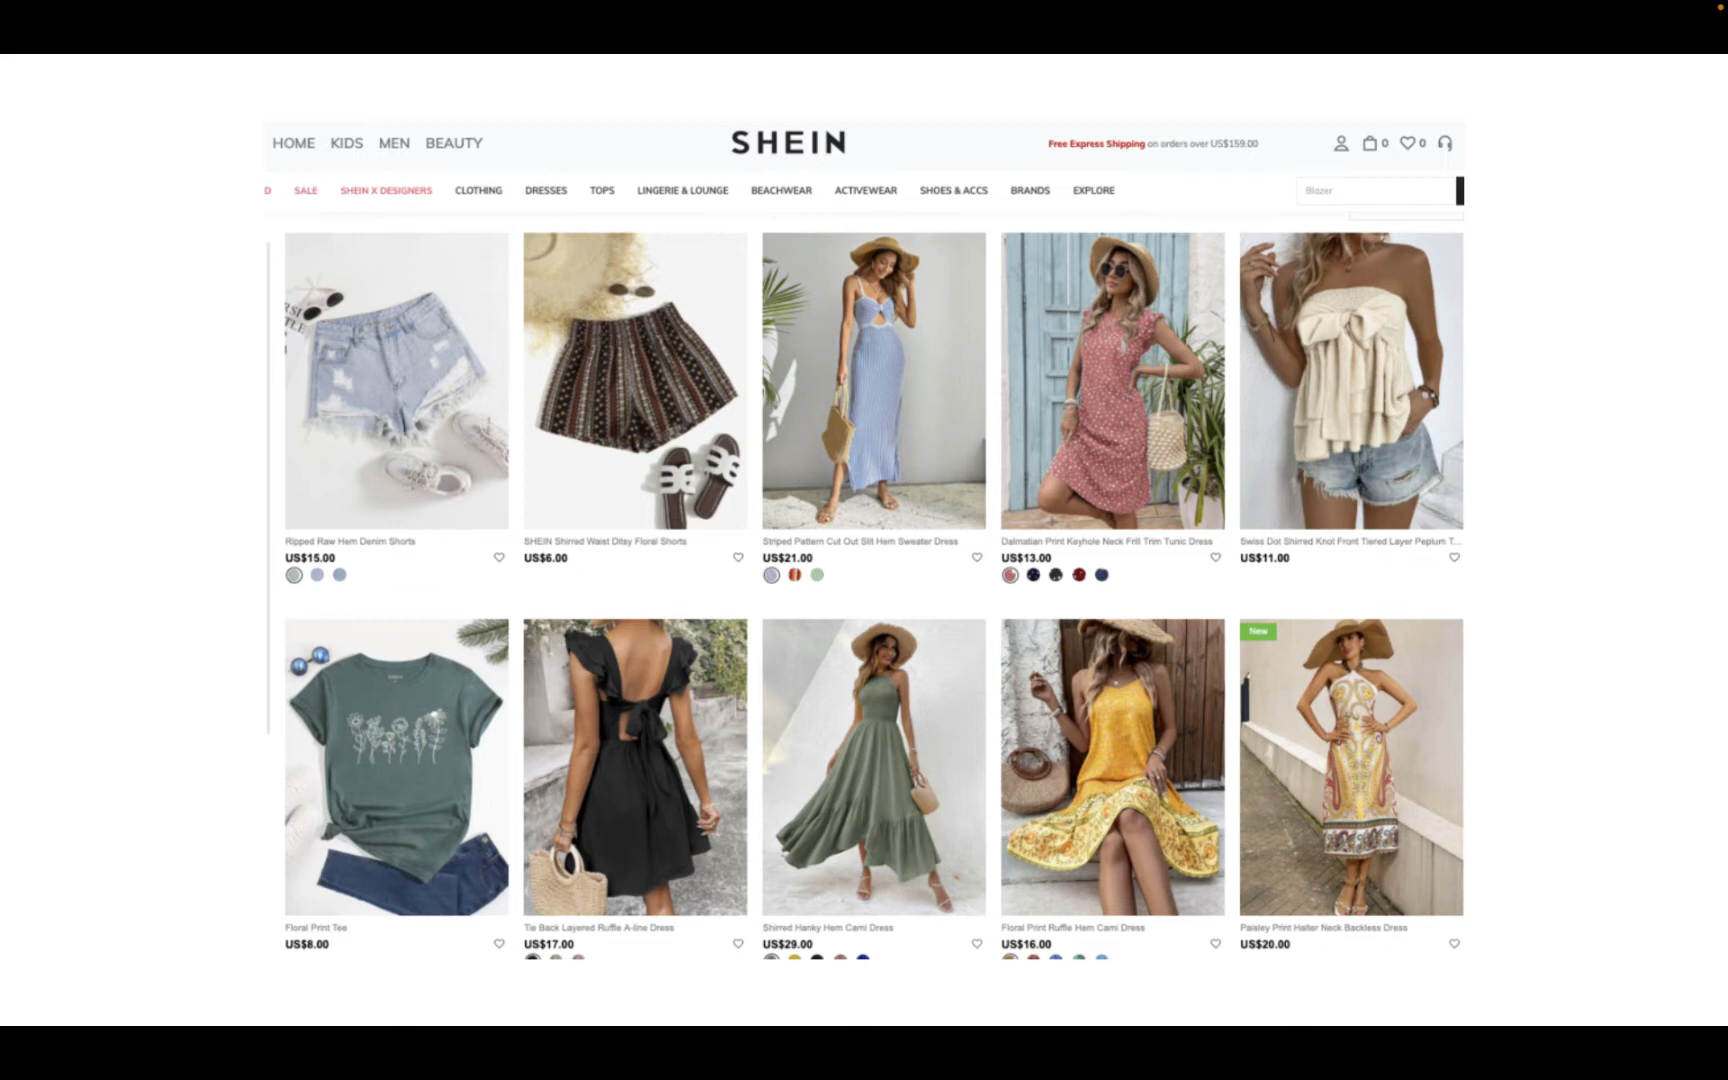 HOME KIDS MEN BEAUTY
SHEIN
Free Express Shipping on orders over US$159.00
0 0
D SALE SHEIN X DESIGNERS CLOTHING DRESSES TOPS LINGERIE & LOUNGE BEACHWEAR ACTIVEWEAR SHOES & ACCS BRANDS EXPLORE
Blazer
Ripped Raw Hem Denim Shorts
US$15.00
SHEIN Shirred Waist Ditsy Floral Shorts
US$6.00
Striped Pattern Cut Out Slit Hem Sweater Dress
US$21.00
Dalmatian Print Keyhole Neck Frill Trim Tunic Dress
US$13.00
Swiss Dot Shirred Knot Front Tiered Layer Peplum T...
US$11.00
New
Floral Print Tee
US$8.00
Tie Back Layered Ruffle A-line Dress
US$17.00
Shirred Hanky Hem Cami Dress
US$29.00
Floral Print Ruffle Hem Cami Dress
US$16.00
Paisley Print Halter Neck Backless Dress
US$20.00